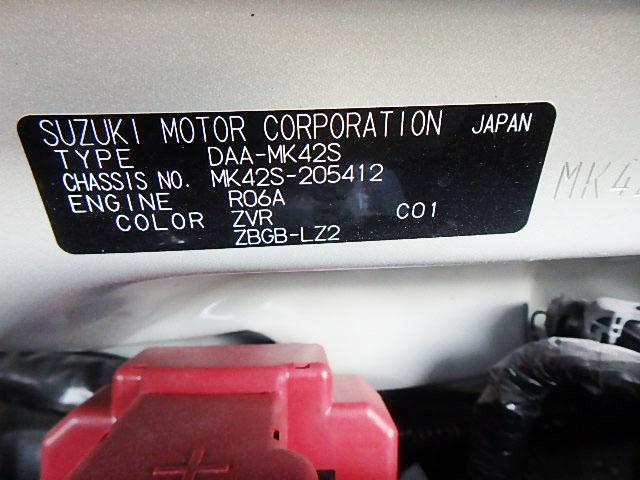 SUZUKI MOTOR CORPORATION JAPAN
TYPE DAA-MK42S
CHASSIS NO. MK42S-205412
ENGINE R06A
COLOR ZVR C01
ZBGB-LZ2
MK4
+